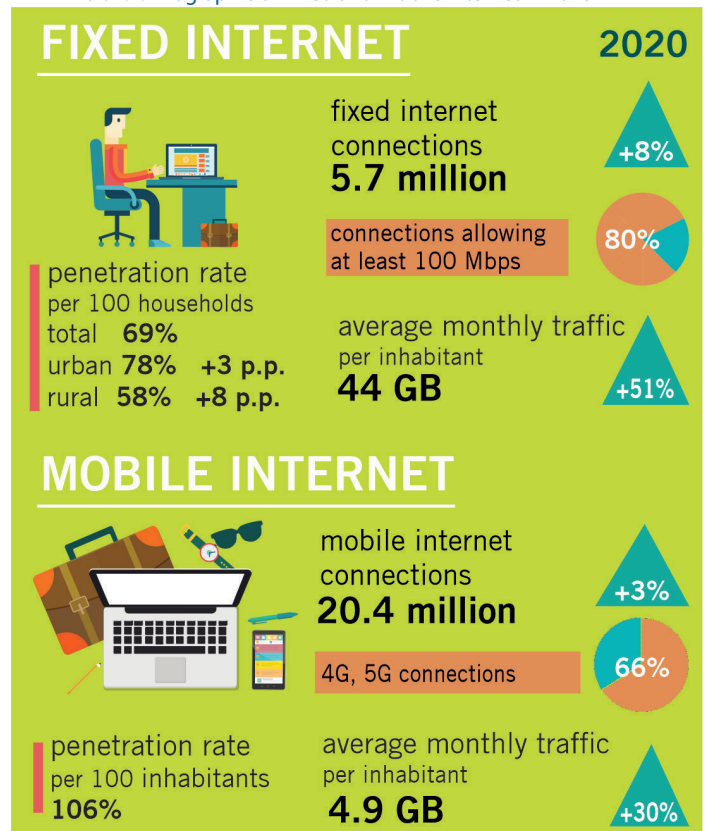 FIXED INTERNET
2020
fixed internet
connections
5.7 million
+8%
connections allowing
at least 100 Mbps
80%
penetration rate
per 100 households
total 69%
urban 78% +3 p.p.
rural 58% +8 p.p.
average monthly traffic
per inhabitant
44 GB
+51%
MOBILE INTERNET
mobile internet
connections
20.4 million
+3%
4G, 5G connections
66%
penetration rate
per 100 inhabitants
106%
average monthly traffic
per inhabitant
4.9 GB
+30%